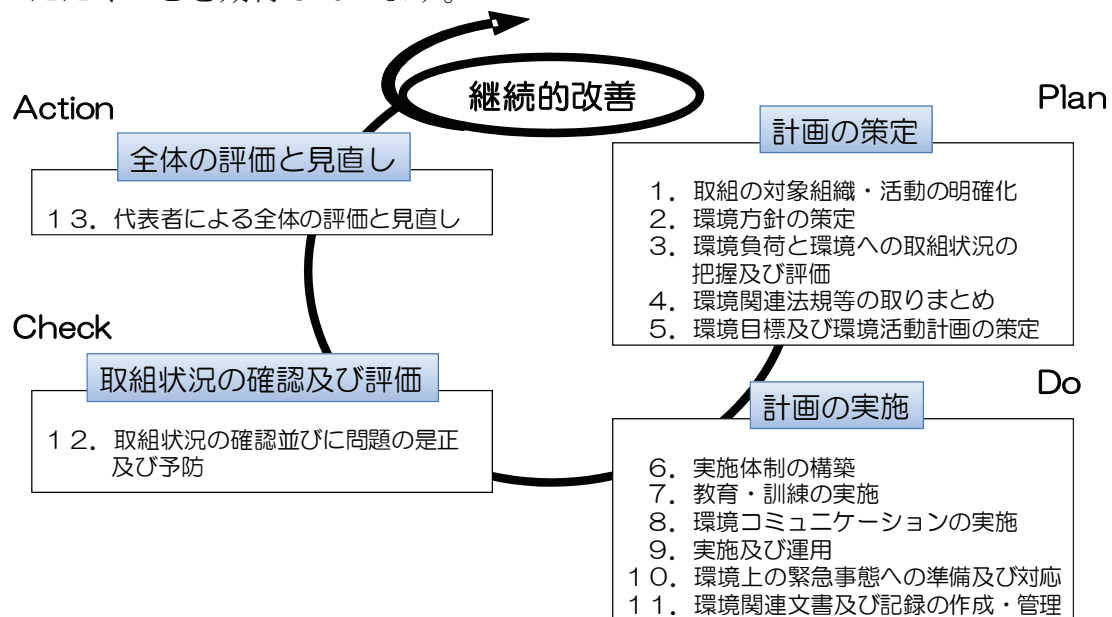 継続的改善
Plan
計画の策定
1．取組の対象組織・活動の明確化
2．環境方針の策定
3．環境負荷と環境への取組状況の
把握及び評価
4．環境関連法規等の取りまとめ
5．環境目標及び環境活動計画の策定
Do
計画の実施
6．実施体制の構築
7．教育・訓練の実施
8．環境コミュニケーションの実施
9．実施及び運用
１０．環境上の緊急事態への準備及び対応
１１．環境関連文書及び記録の作成・管理
Check
取組状況の確認及び評価
１２．取組状況の確認並びに問題の是正
及び予防
Action
全体の評価と見直し
１３．代表者による全体の評価と見直し